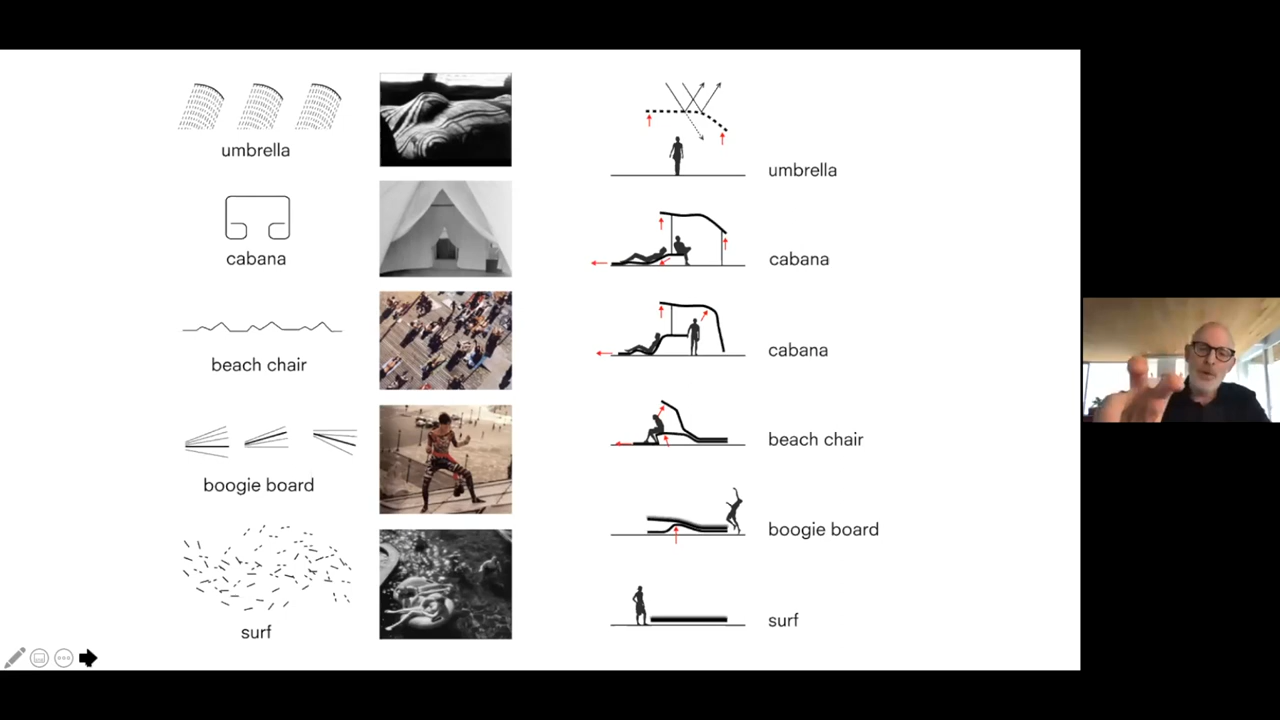 umbrella
cabana
beach chair
boogie board
surf
umbrella
cabana
cabana
beach chair
boogie board
surf